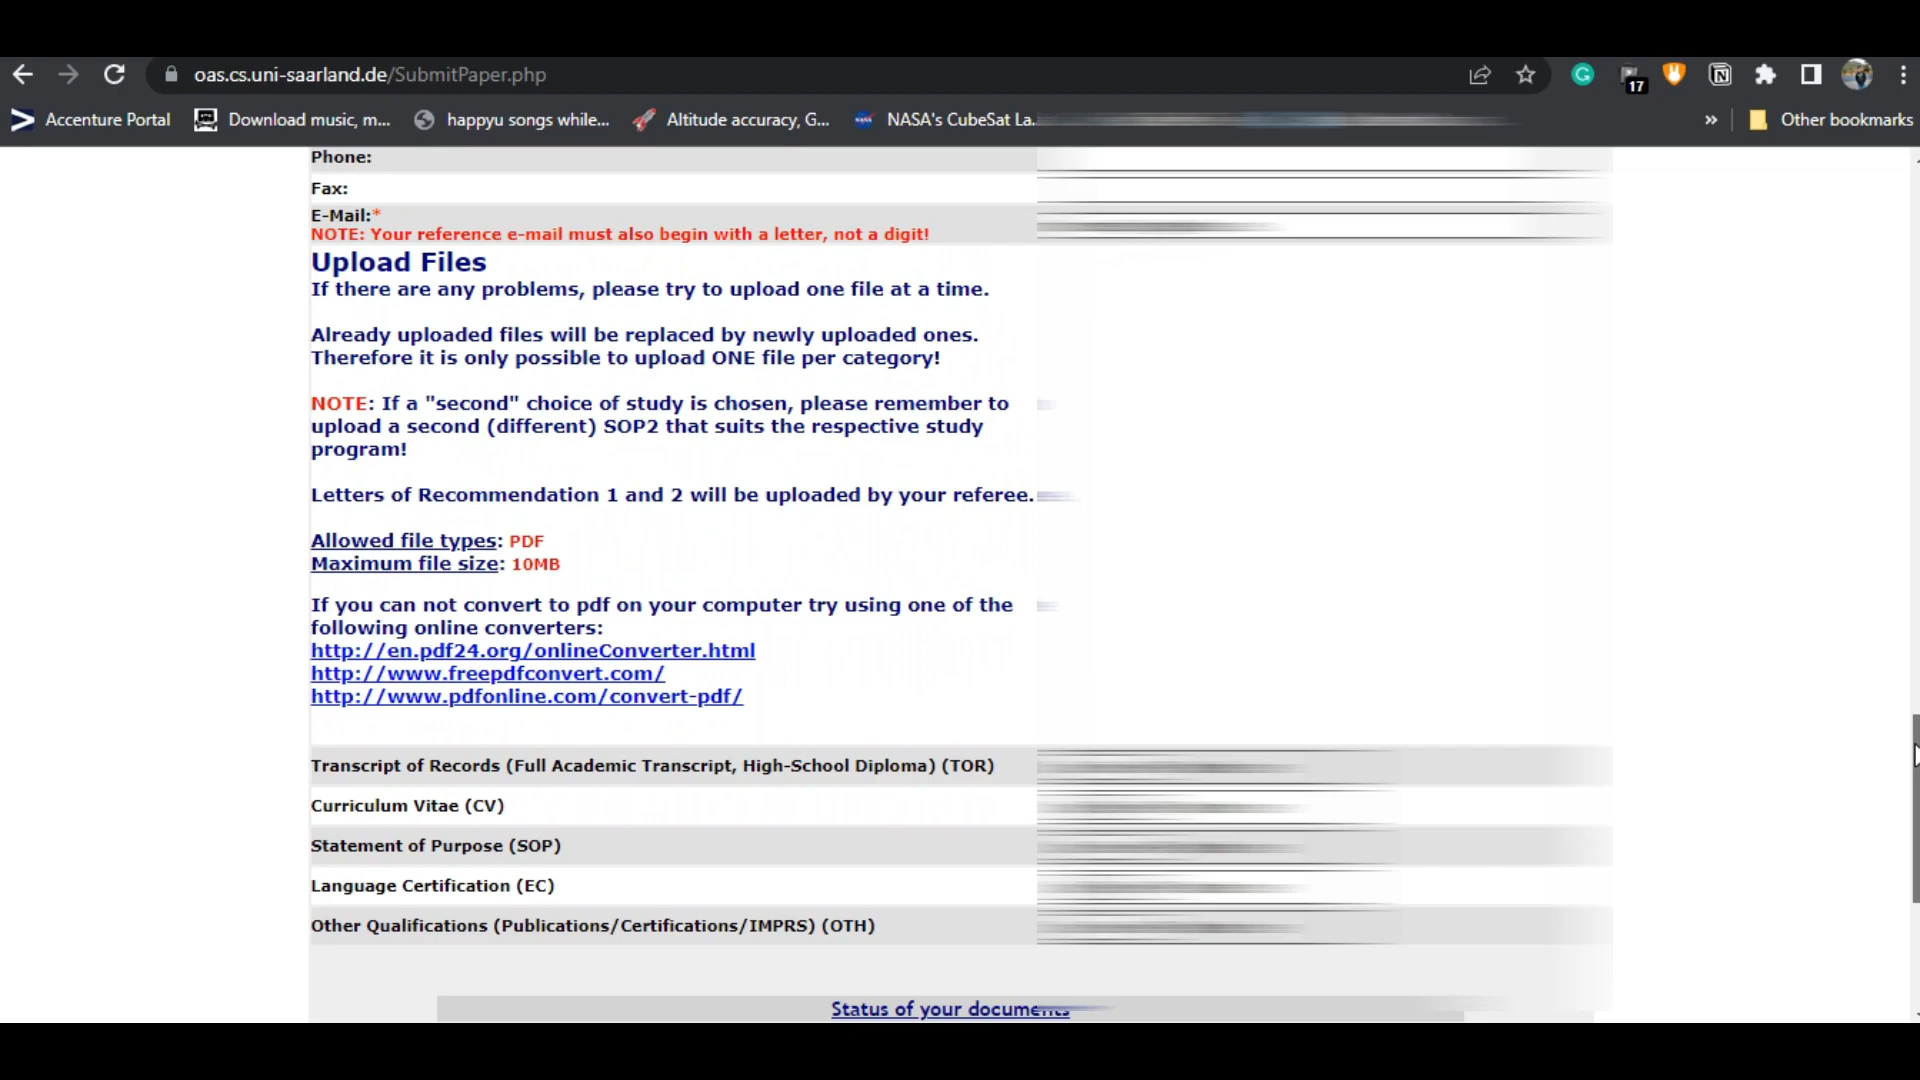 oas.cs.uni-saarland.de/SubmitPaper.php
17
Accenture Portal
Download music, m...
happyu songs while...
Altitude accuracy, G...
NASA's CubeSat La...
»
Other bookmarks
Phone:
Fax:
E-Mail:*
NOTE: Your reference e-mail must also begin with a letter, not a digit!
Upload Files
If there are any problems, please try to upload one file at a time.
Already uploaded files will be replaced by newly uploaded ones.
Therefore it is only possible to upload ONE file per category!
NOTE: If a "second" choice of study is chosen, please remember to
upload a second (different) SOP2 that suits the respective study
program!
Letters of Recommendation 1 and 2 will be uploaded by your referee.
Allowed file types: PDF
Maximum file size: 10MB
If you can not convert to pdf on your computer try using one of the
following online converters:
http://en.pdf24.org/onlineConverter.html
http://www.freepdfconvert.com/
http://www.pdfonline.com/convert-pdf/
Transcript of Records (Full Academic Transcript, High-School Diploma) (TOR)
Curriculum Vitae (CV)
Statement of Purpose (SOP)
Language Certification (EC)
Other Qualifications (Publications/Certifications/IMPRS) (OTH)
Status of your documents